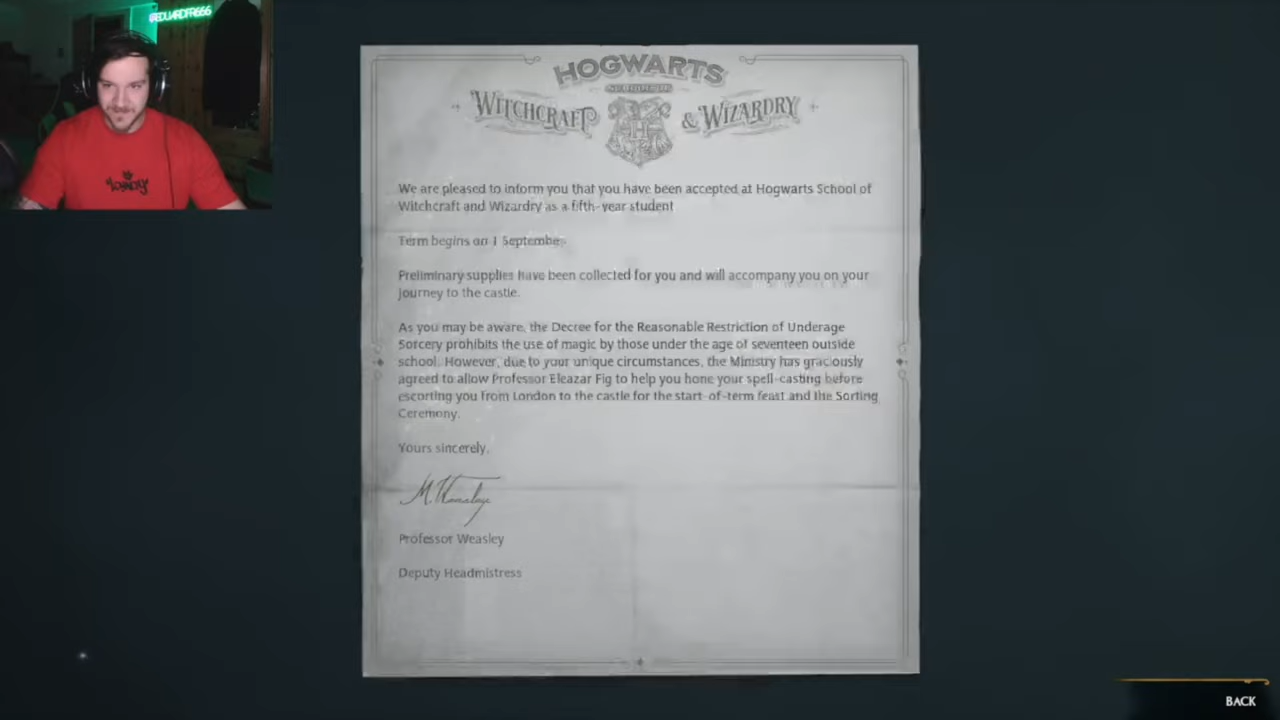 @EDUARDFR666
HOGWARTS
SCHOOL OF
WITCHCRAFT & WIZARDRY
We are pleased to inform you that you have been accepted at Hogwarts School of
Witchcraft and Wizardry as a fifth-year student
Term begins on 1 September.
Preliminary supplies have been collected for you and will accompany you on your
journey to the castle.
As you may be aware, the Decree for the Reasonable Restriction of Underage
Sorcery prohibits the use of magic by those under the age of seventeen outside
school. However, due to your unique circumstances, the Ministry has graciously
agreed to allow Professor Eleazar Fig to help you hone your spell-casting before
escorting you from London to the castle for the start-of-term feast and the Sorting
Ceremony.
Yours sincerely,
M. Weasley
Professor Weasley
Deputy Headmistress
BACK